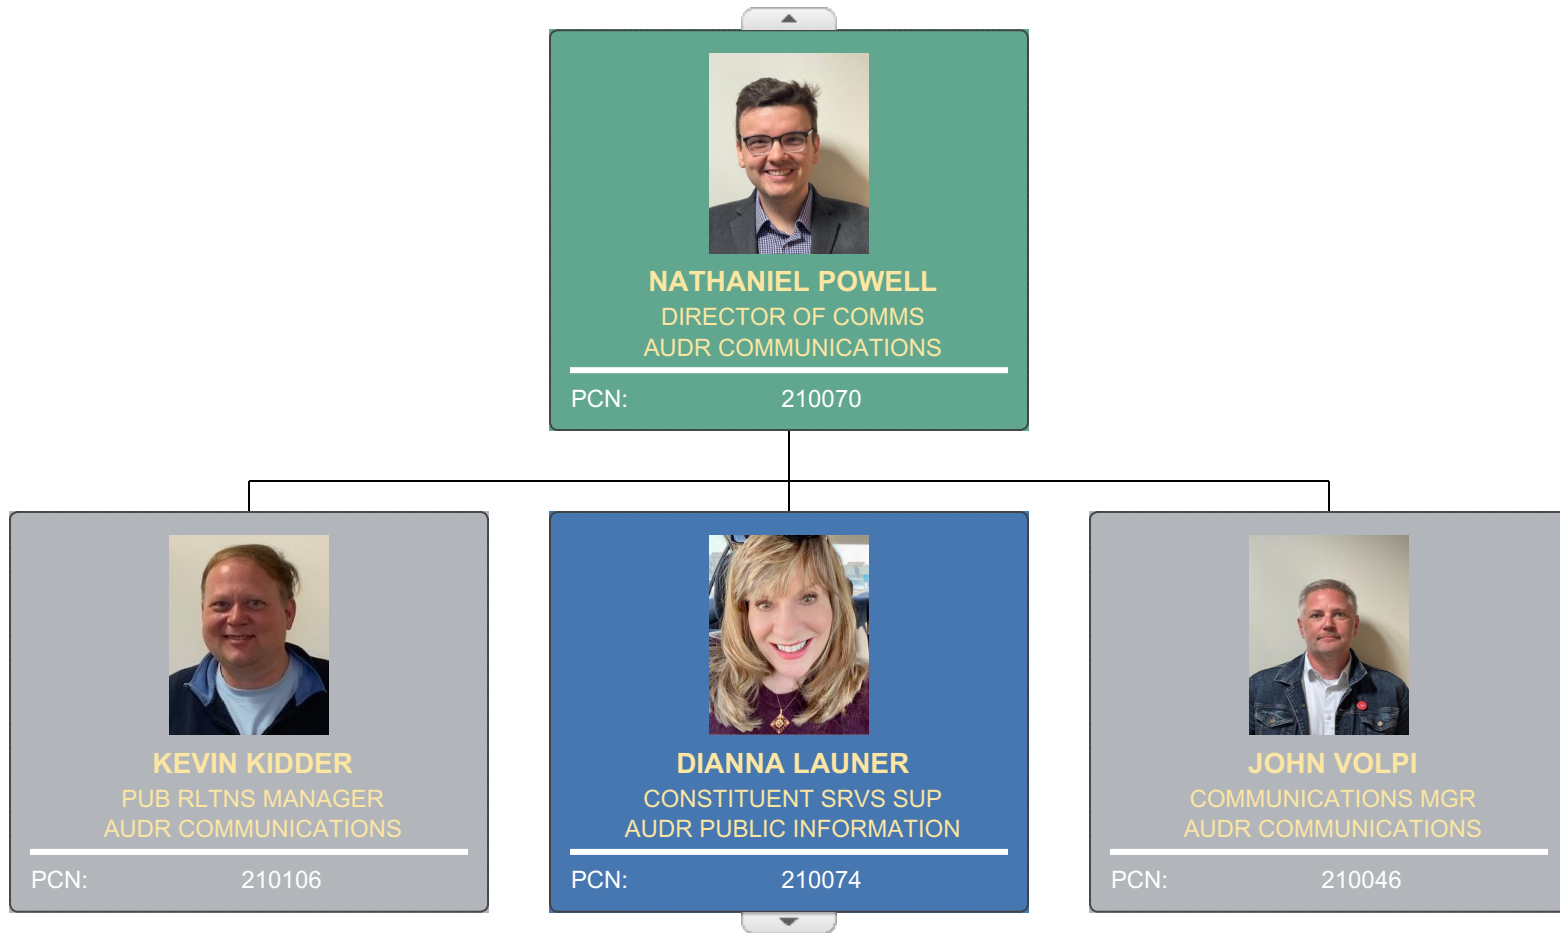 NATHANIEL POWELL
DIRECTOR OF COMMS
AUDR COMMUNICATIONS
PCN: 210070
KEVIN KIDDER
PUB RLTNS MANAGER
AUDR COMMUNICATIONS
PCN: 210106
DIANNA LAUNER
CONSTITUENT SRVS SUP
AUDR PUBLIC INFORMATION
PCN: 210074
JOHN VOLPI
COMMUNICATIONS MGR
AUDR COMMUNICATIONS
PCN: 210046